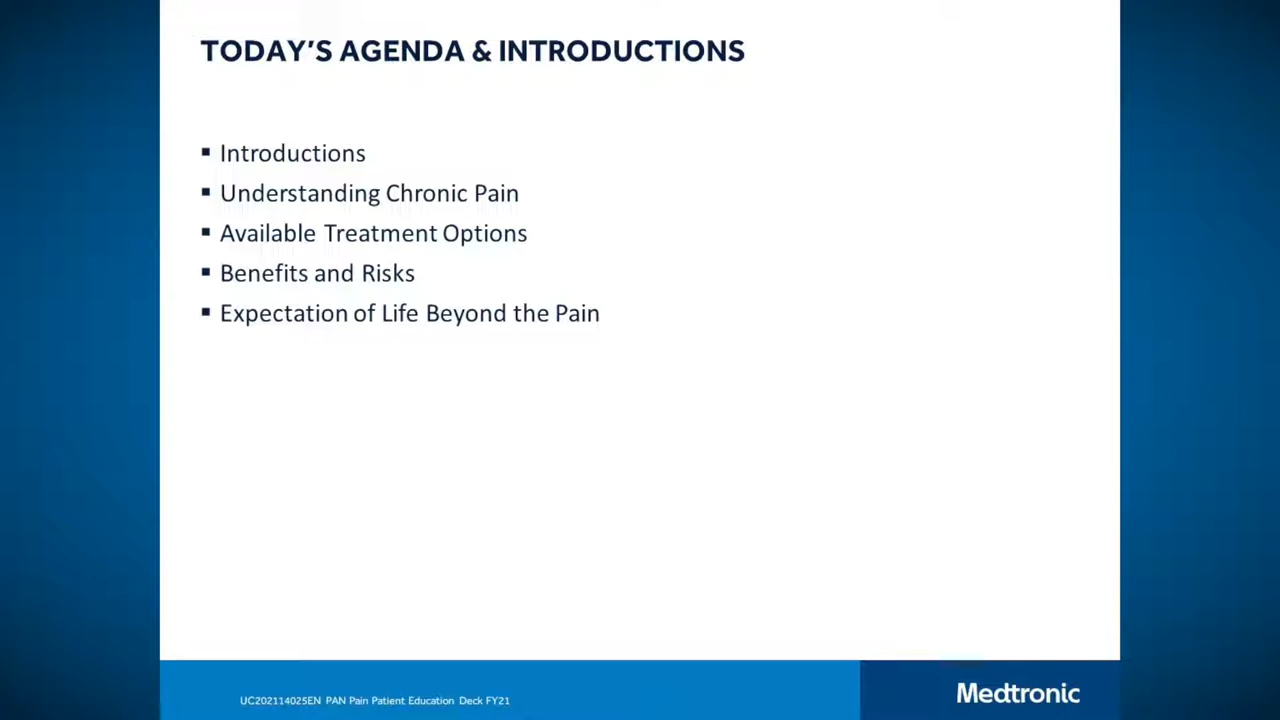 TODAY'S AGENDA & INTRODUCTIONS
▪ Introductions
▪ Understanding Chronic Pain
▪ Available Treatment Options
▪ Benefits and Risks
▪ Expectation of Life Beyond the Pain
UC202114025EN PAN Pain Patient Education Deck FY21
Medtronic